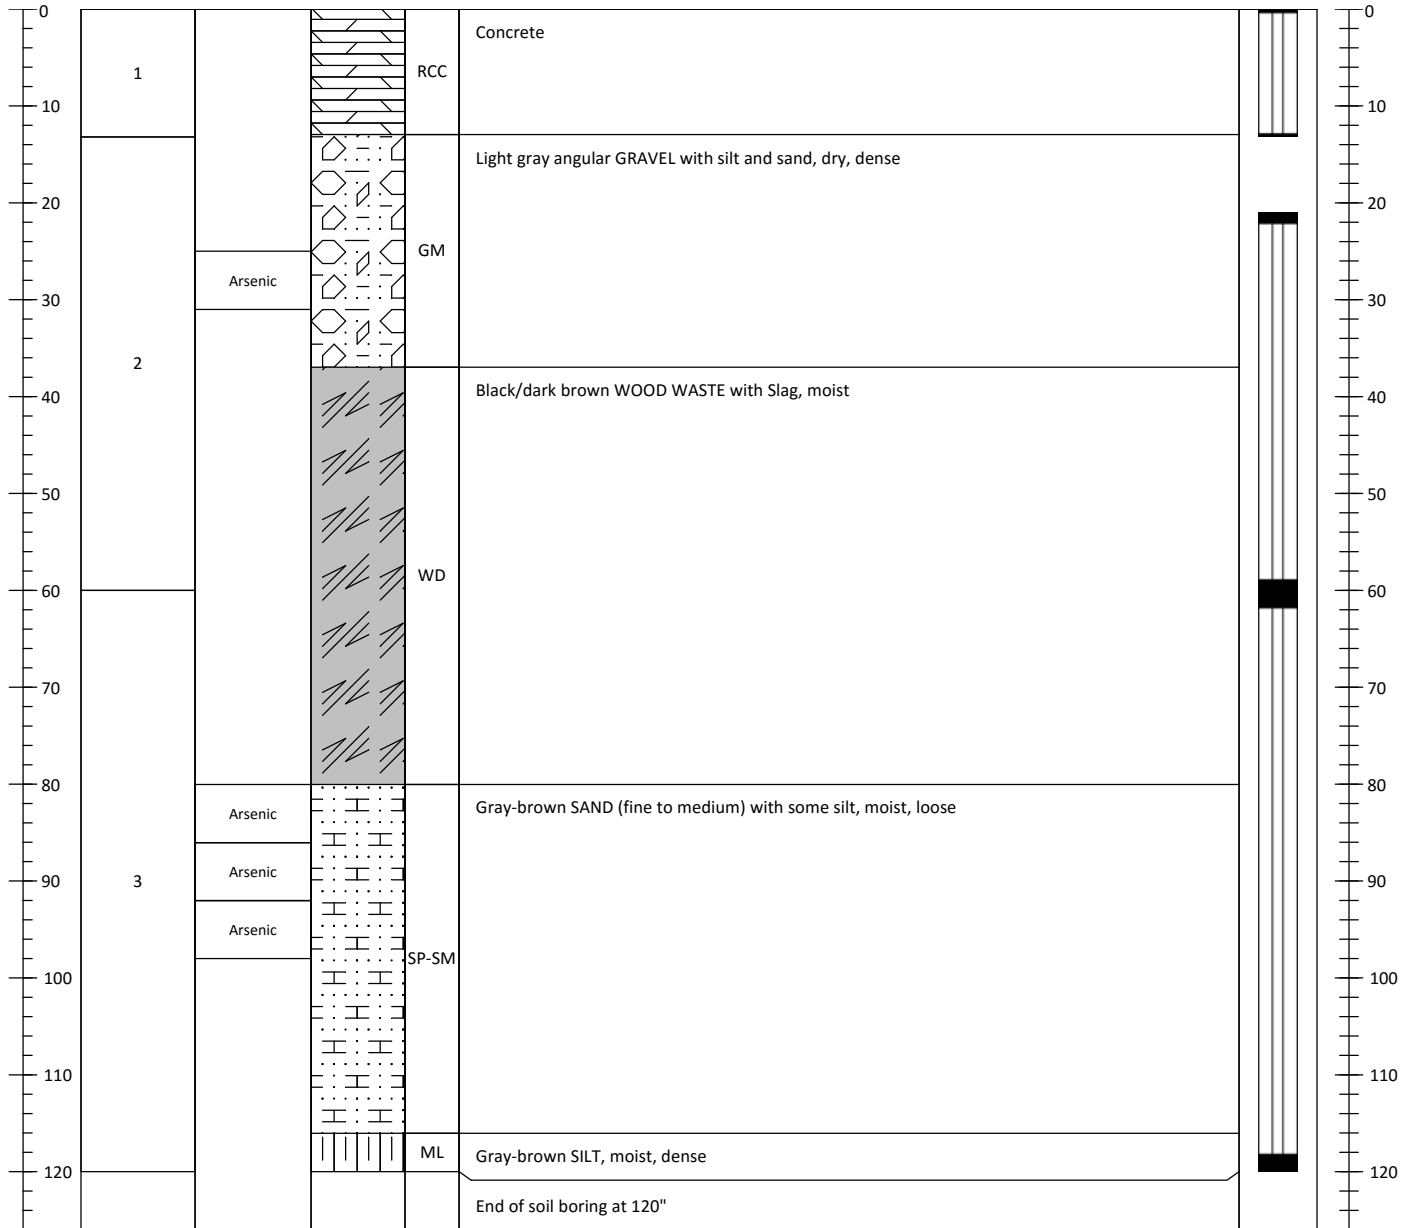 0
0
Concrete
1
RCC
10
10
Light gray angular GRAVEL with silt and sand, dry, dense
20
20
GM
Arsenic
30
30
2
Black/dark brown WOOD WASTE with Slag, moist
40
40
50
50
WD
60
60
70
70
80
80
Gray-brown SAND (fine to medium) with some silt, moist, loose
Arsenic
Arsenic
90
3
90
Arsenic
SP-SM
100
100
110
110
ML
Gray-brown SILT, moist, dense
120
120
End of soil boring at 120"